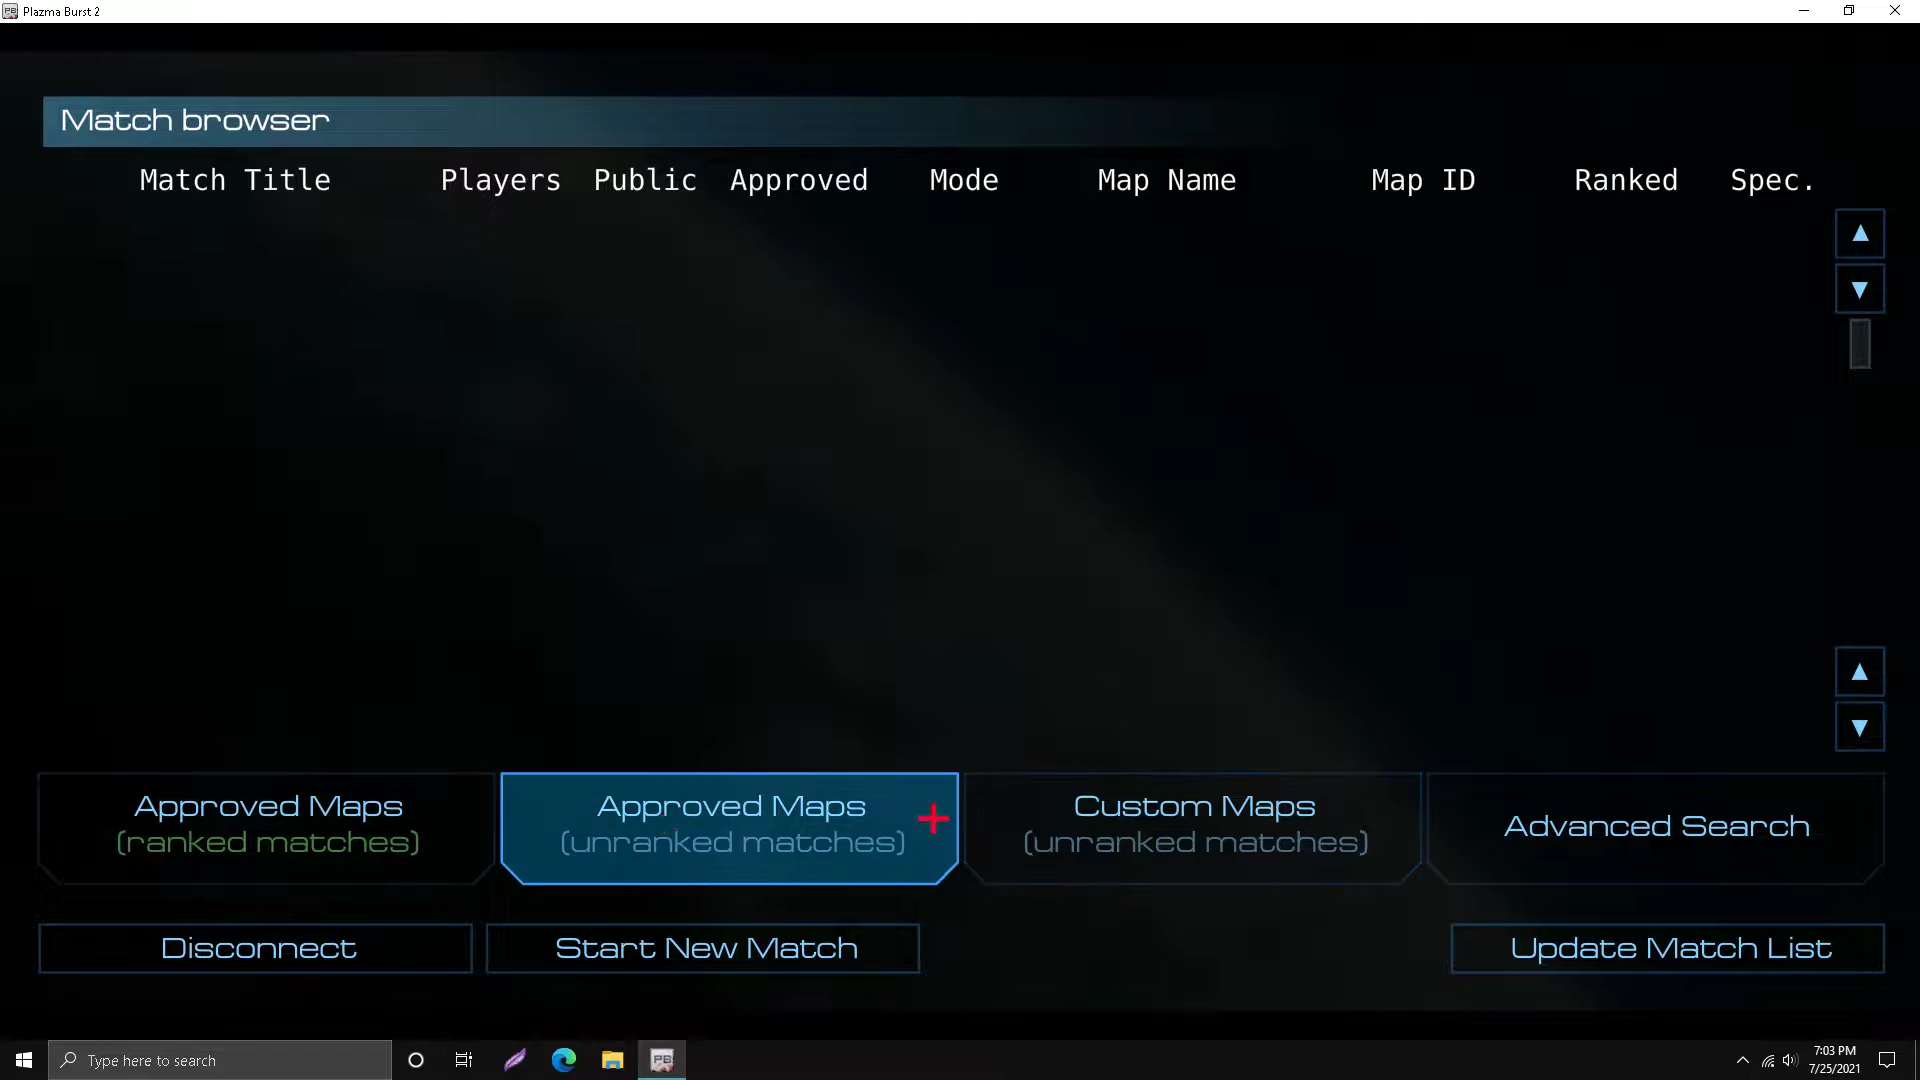 Plazma Burst 2
Match browser
Match Title Players Public Approved Mode Map Name Map ID Ranked Spec.
Approved Maps
(ranked matches)
Approved Maps
(unranked matches)
Custom Maps
(unranked matches)
Advanced Search
Disconnect
Start New Match
Update Match List
Type here to search
PB
7:03 PM
7/25/2021